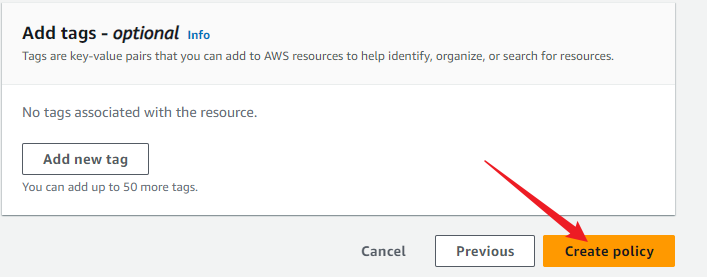 Add tags - optional Info
Tags are key-value pairs that you can add to AWS resources to help identify, organize, or search for resources.
No tags associated with the resource.
Add new tag
You can add up to 50 more tags.
Cancel Previous Create policy